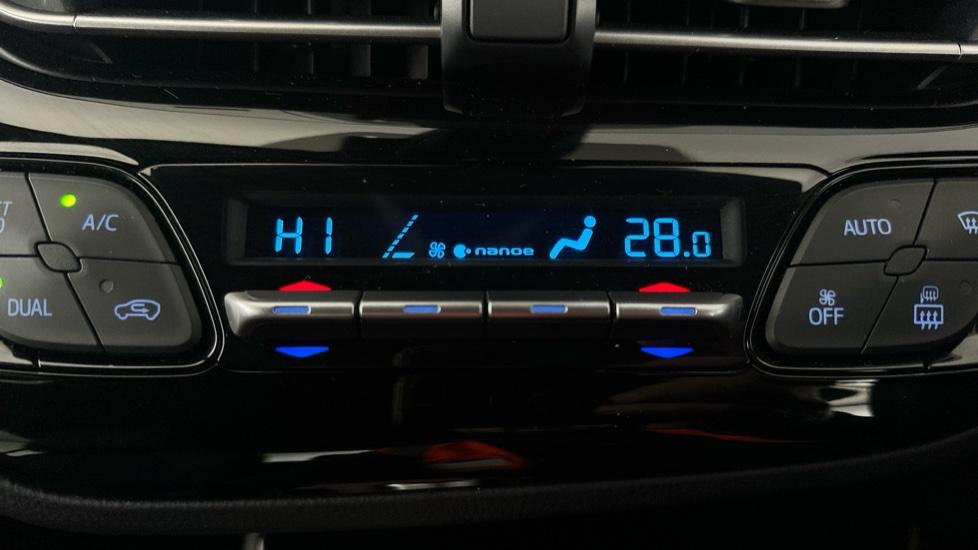 A/C
DUAL
HI nanoe 28.0
AUTO
OFF